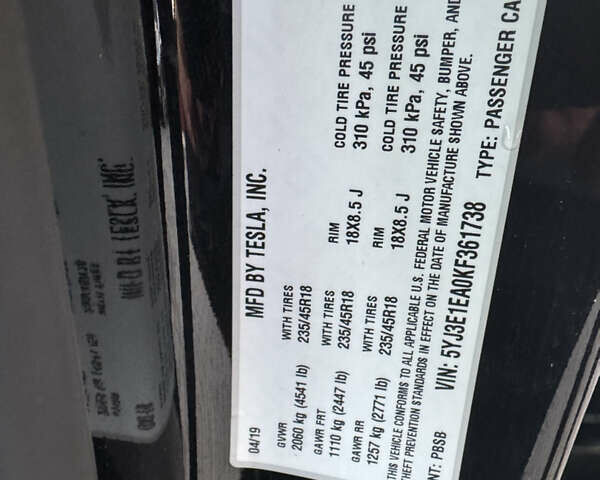 04/19 MFD BY TESLA, INC.
GVWR WITH TIRES RIM COLD TIRE PRESSURE
2060 kg (4541 lb) 235/45R18 18X8.5 J 310 kPa, 45 psi
GAWR FRT WITH TIRES RIM COLD TIRE PRESSURE
1110 kg (2447 lb) 235/45R18 18X8.5 J 310 kPa, 45 psi
GAWR RR
1257 kg (2771 lb) 235/45R18
THIS VEHICLE CONFORMS TO ALL APPLICABLE U.S. FEDERAL MOTOR VEHICLE SAFETY, BUMPER, AND
THEFT PREVENTION STANDARDS IN EFFECT ON THE DATE OF MANUFACTURE SHOWN ABOVE.
VIN: 5YJ3E1EA0KF361738 TYPE: PASSENGER CA
NT: PBSB